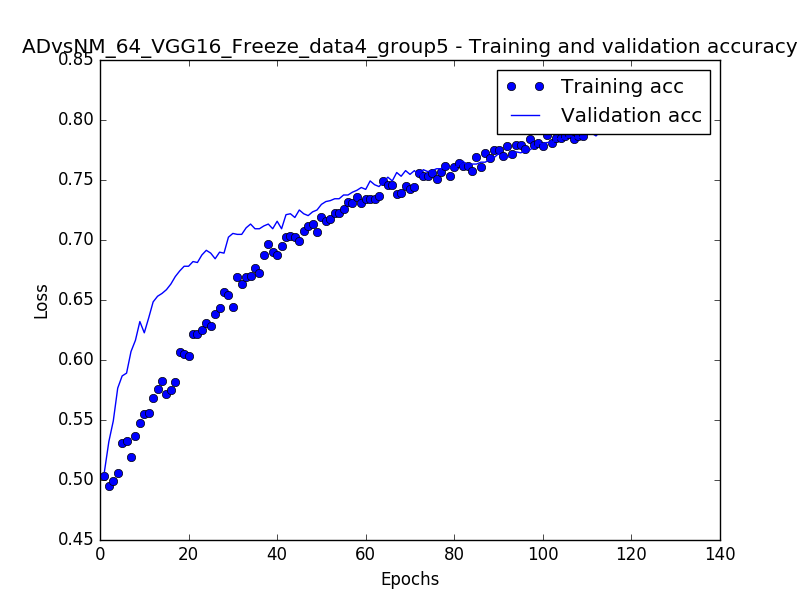 ADvsNM_64_VGG16_Freeze_data4_group5 - Training and validation accuracy
0.85
Training acc
Validation acc
0.80
0.75
0.70
0.65
Loss
0.60
0.55
0.50
0.45
0 20 40 60 80 100 120 140
Epochs